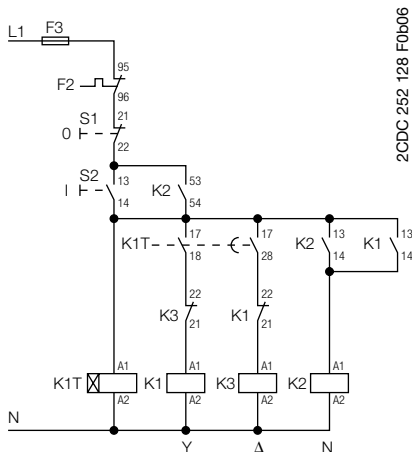 L1
F3
95
F2
96
S1
21
0
22
S2
13
I
14
K2
53
54
17
K1T
18
17
28
K2
13
14
K1
13
14
22
K3
21
22
K1
21
A1
K1T
A2
A1
K1
A2
A1
K3
A2
A1
K2
A2
N
Y
Δ
N
2CDC 252 128 F0b06